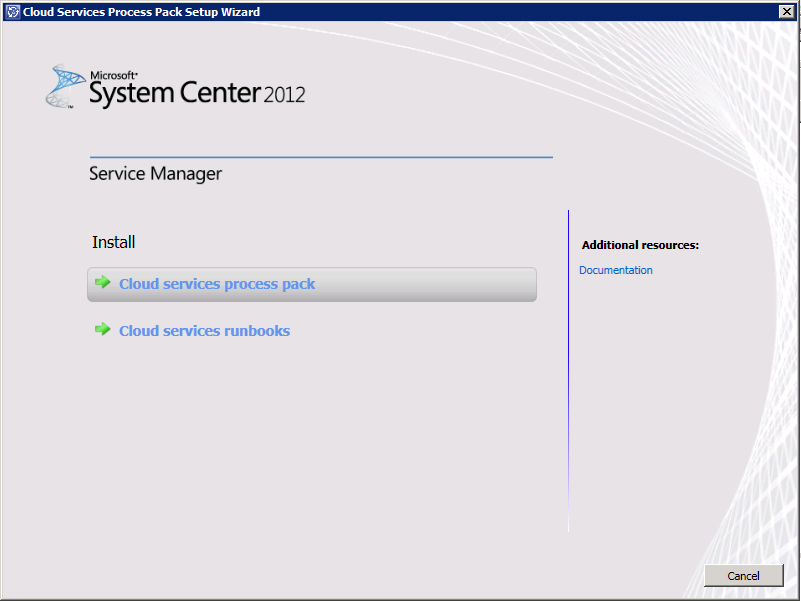 Cloud Services Process Pack Setup Wizard
Microsoft®
System Center 2012
™
Service Manager
Install
Additional resources:
Documentation
Cloud services process pack
Cloud services runbooks
Cancel